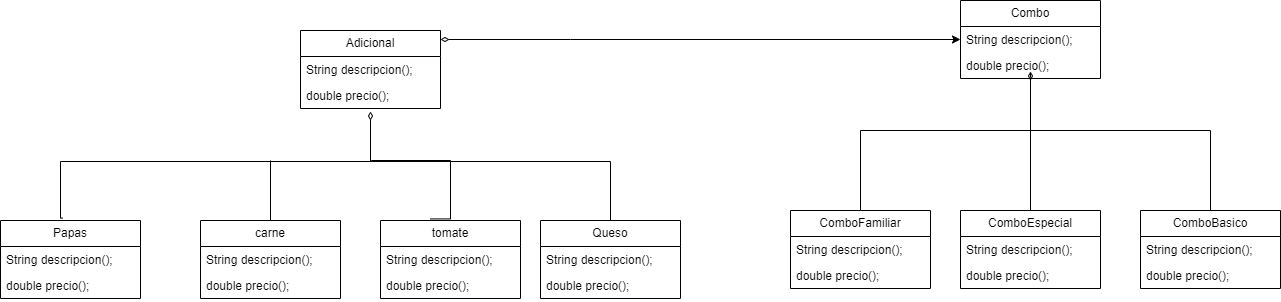 Combo
String descripcion();
double precio();
Adicional
String descripcion();
double precio();
Papas
String descripcion();
double precio();
carne
String descripcion();
double precio();
tomate
String descripcion();
double precio();
Queso
String descripcion();
double precio();
ComboFamiliar
String descripcion();
double precio();
ComboEspecial
String descripcion();
double precio();
ComboBasico
String descripcion();
double precio();